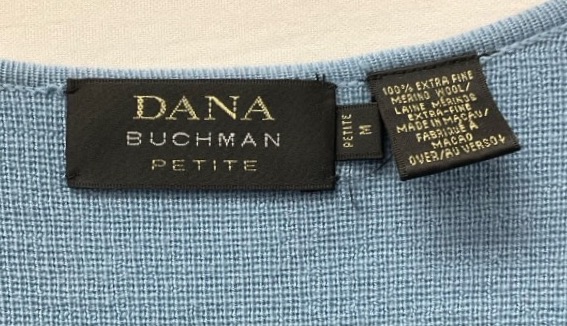 DANA
BUCHMAN
PETITE
PETITE
M
100% EXTRA FINE
MERINO WOOL/
LAINE MÉRINOS
EXTRA FINE
MADE IN MACAU/
FABRIQUÉ À
MACAO
OVER/AU VERSO↓